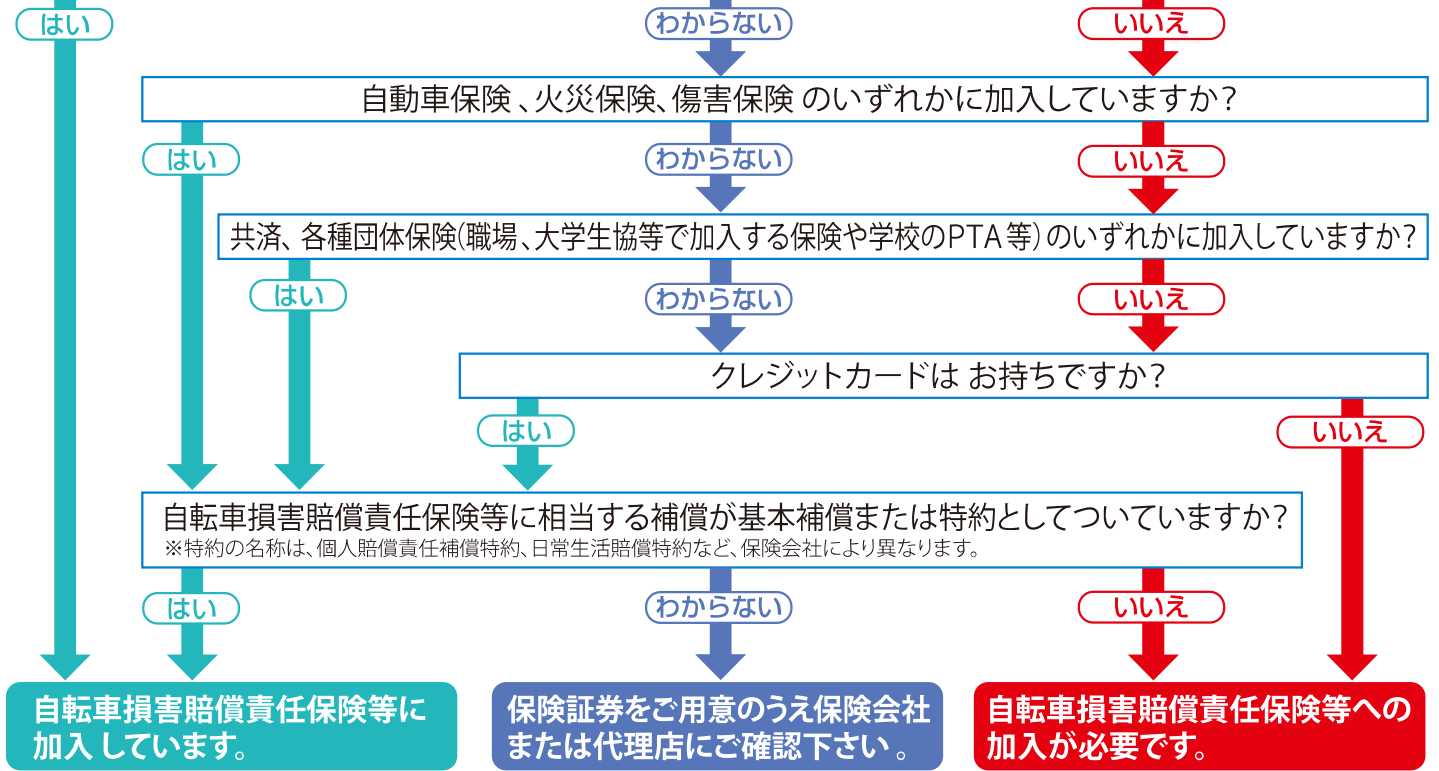 はい
わからない
いいえ
自動車保険、火災保険、傷害保険 のいずれかに加入していますか？
はい
わからない
いいえ
共済、各種団体保険(職場、大学生協等で加入する保険や学校のPTA等)のいずれかに加入していますか？
はい
わからない
いいえ
クレジットカードは お持ちですか？
はい
いいえ
自転車損害賠償責任保険等に相当する補償が基本補償または特約としてついていますか？
※特約の名称は、個人賠償責任補償特約、日常生活賠償特約など、保険会社により異なります。
はい
わからない
いいえ
自転車損害賠償責任保険等に
加入しています。
保険証券をご用意のうえ保険会社
または代理店にご確認下さい。
自転車損害賠償責任保険等への
加入が必要です。